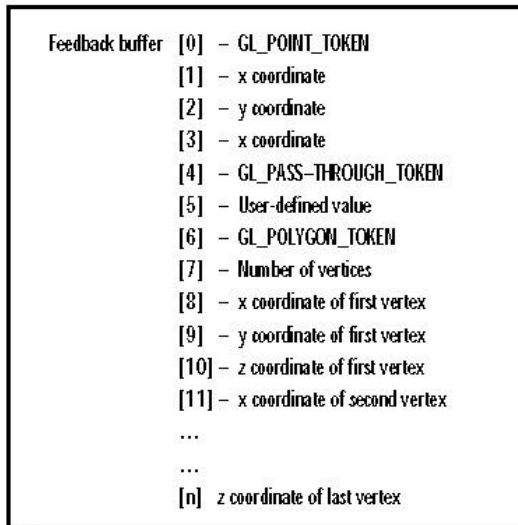 Feedback buffer [0] – GL_POINT_TOKEN
[1] – x coordinate
[2] – y coordinate
[3] – x coordinate
[4] – GL_PASS–THROUGH_TOKEN
[5] – User-defined value
[6] – GL_POLYGON_TOKEN
[7] – Number of vertices
[8] – x coordinate of first vertex
[9] – y coordinate of first vertex
[10] – z coordinate of first vertex
[11] – x coordinate of second vertex
...
...
[n] z coordinate of last vertex